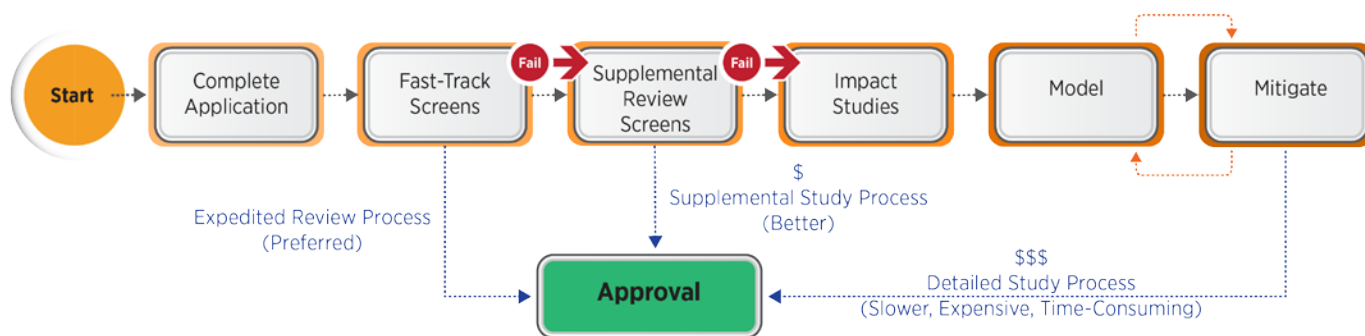 Start
Complete
Application
Fast-Track
Screens
Fail
Supplemental
Review
Screens
Fail
Impact
Studies
Model
Mitigate
Expedited Review Process
(Preferred)
$
Supplemental Study Process
(Better)
Approval
$$$
Detailed Study Process
(Slower, Expensive, Time-Consuming)